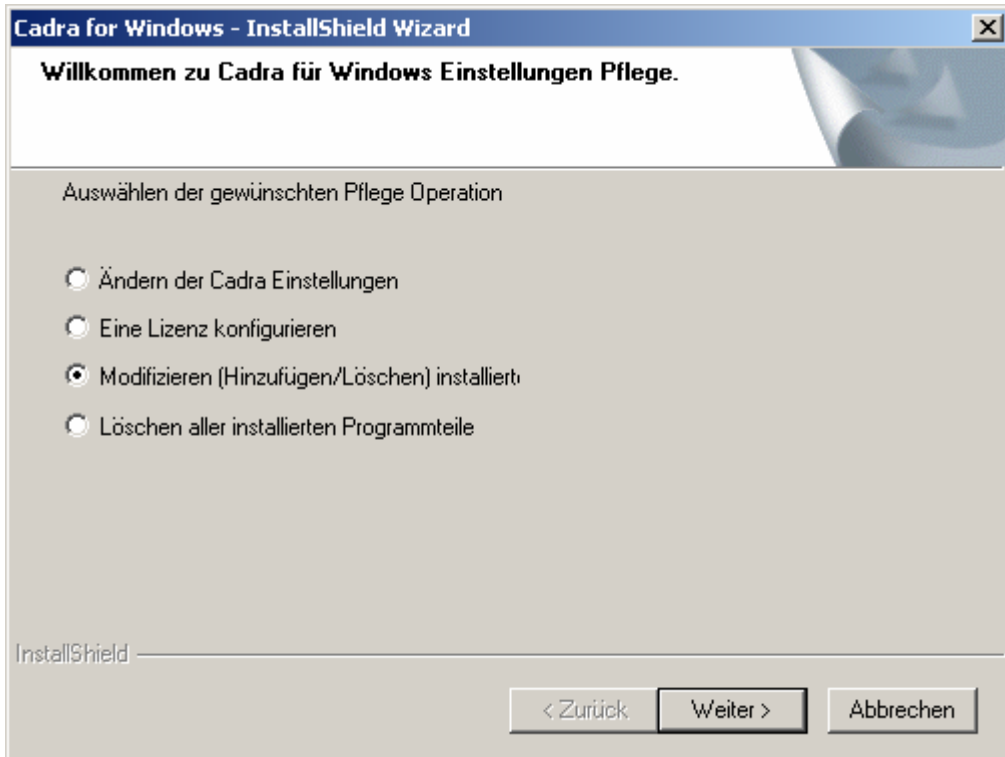 Cadra for Windows - InstallShield Wizard
Willkommen zu Cadra für Windows Einstellungen Pflege.
Auswählen der gewünschten Pflege Operation
Ändern der Cadra Einstellungen
Eine Lizenz konfigurieren
Modifizieren (Hinzufügen/Löschen) installiert
Löschen aller installierten Programmteile
InstallShield
< Zurück
Weiter >
Abbrechen